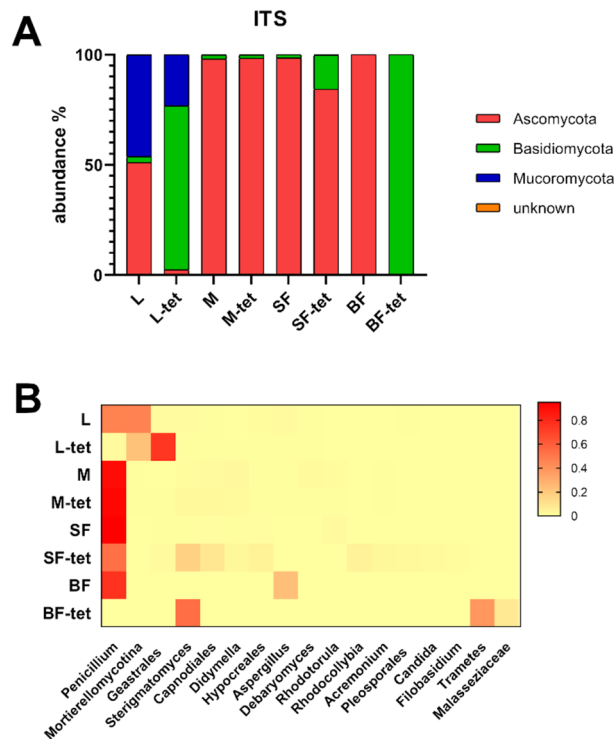 A
ITS
abundance %
100
50
0
L
L-tet
M
M-tet
SF
SF-tet
BF
BF-tet
Ascomycota
Basidiomycota
Mucoromycota
unknown
B
L
L-tet
M
M-tet
SF
SF-tet
BF
BF-tet
0.8
0.6
0.4
0.2
0
Penicillium
Mortierellomycotina
Geastrales
Sterigmatomyces
Capnodiales
Didymella
Hypocreales
Aspergillus
Debaryomyces
Rhodotorula
Rhodocollybia
Acremonium
Pleosporales
Candida
Filobasidium
Trametes
Malasseziaceae